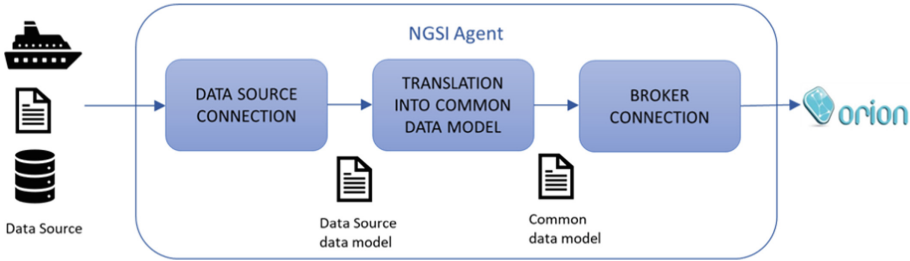 NGSI Agent
DATA SOURCE
CONNECTION
TRANSLATION
INTO COMMON
DATA MODEL
BROKER
CONNECTION
orion
Data Source
Data Source
data model
Common
data model